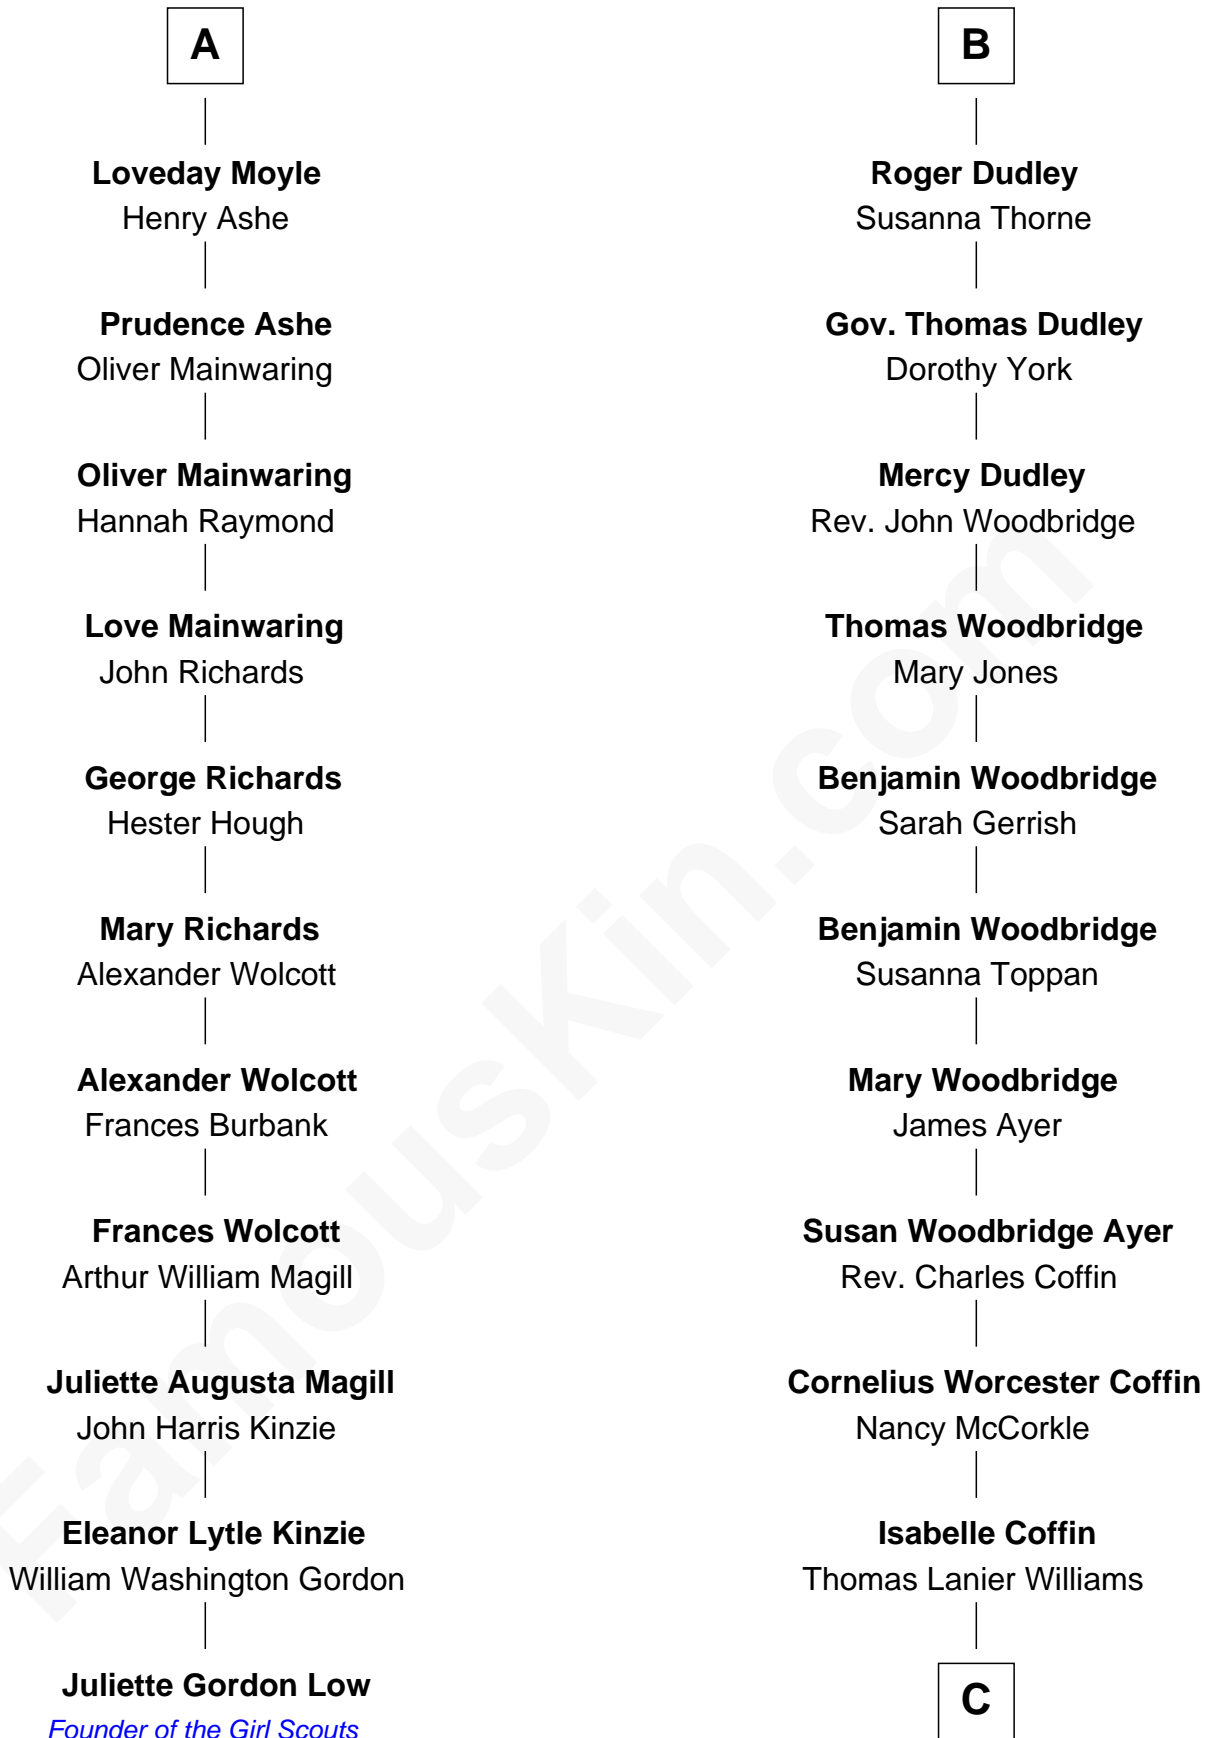 A
Loveday Moyle
Henry Ashe
Prudence Ashe
Oliver Mainwaring
Oliver Mainwaring
Hannah Raymond
Love Mainwaring
John Richards
George Richards
Hester Hough
Mary Richards
Alexander Wolcott
Alexander Wolcott
Frances Burbank
Frances Wolcott
Arthur William Magill
Juliette Augusta Magill
John Harris Kinzie
Eleanor Lytle Kinzie
William Washington Gordon
Juliette Gordon Low
Founder of the Girl Scouts
B
Roger Dudley
Susanna Thorne
Gov. Thomas Dudley
Dorothy York
Mercy Dudley
Rev. John Woodbridge
Thomas Woodbridge
Mary Jones
Benjamin Woodbridge
Sarah Gerrish
Benjamin Woodbridge
Susanna Toppan
Mary Woodbridge
James Ayer
Susan Woodbridge Ayer
Rev. Charles Coffin
Cornelius Worcester Coffin
Nancy McCorkle
Isabelle Coffin
Thomas Lanier Williams
C
FamousKin.com